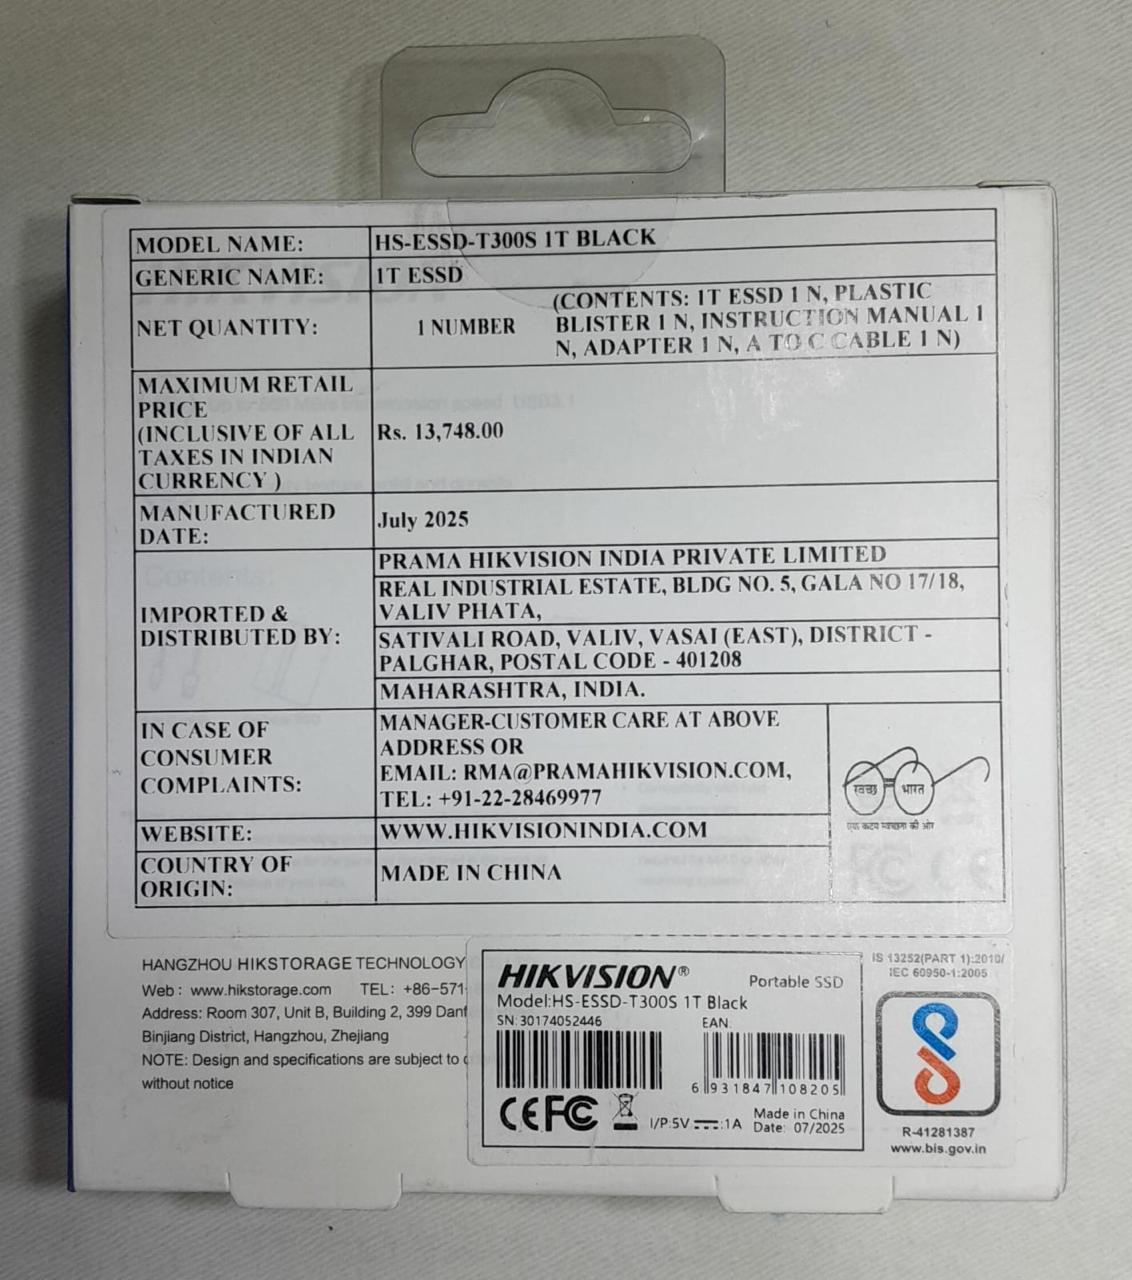 MODEL NAME: HS-ESSD-T300S 1T BLACK
GENERIC NAME: 1T ESSD
NET QUANTITY: 1 NUMBER
(CONTENTS: 1T ESSD 1 N, PLASTIC
BLISTER 1 N, INSTRUCTION MANUAL 1
N, ADAPTER 1 N, A TO C CABLE 1 N)
MAXIMUM RETAIL
PRICE
(INCLUSIVE OF ALL
TAXES IN INDIAN
CURRENCY )
Rs. 13,748.00
MANUFACTURED
DATE:
July 2025
IMPORTED &
DISTRIBUTED BY:
PRAMA HIKVISION INDIA PRIVATE LIMITED
REAL INDUSTRIAL ESTATE, BLDG NO. 5, GALA NO 17/18,
VALIV PHATA,
SATIVALI ROAD, VALIV, VASAI (EAST), DISTRICT -
PALGHAR, POSTAL CODE - 401208
MAHARASHTRA, INDIA.
IN CASE OF
CONSUMER
COMPLAINTS:
MANAGER-CUSTOMER CARE AT ABOVE
ADDRESS OR
EMAIL: RMA@PRAMAHIKVISION.COM,
TEL: +91-22-28469977
स्वच्छ भारत
एक कदम स्वच्छता की ओर
WEBSITE: WWW.HIKVISIONINDIA.COM
COUNTRY OF
ORIGIN:
MADE IN CHINA
HANGZHOU HIKSTORAGE TECHNOLOGY
Web : www.hikstorage.com TEL: +86-571-
Address: Room 307, Unit B, Building 2, 399 Danf
Binjiang District, Hangzhou, Zhejiang
NOTE: Design and specifications are subject to c
without notice
HIKVISION®
Portable SSD
Model:HS-ESSD-T300S 1T Black
SN:30174052446
EAN:
6 931847 108205
CE FC
I/P:5V 1A
Made in China
Date: 07/2025
IS 13252(PART 1):2010/
IEC 60950-1:2005
R-41281387
www.bis.gov.in